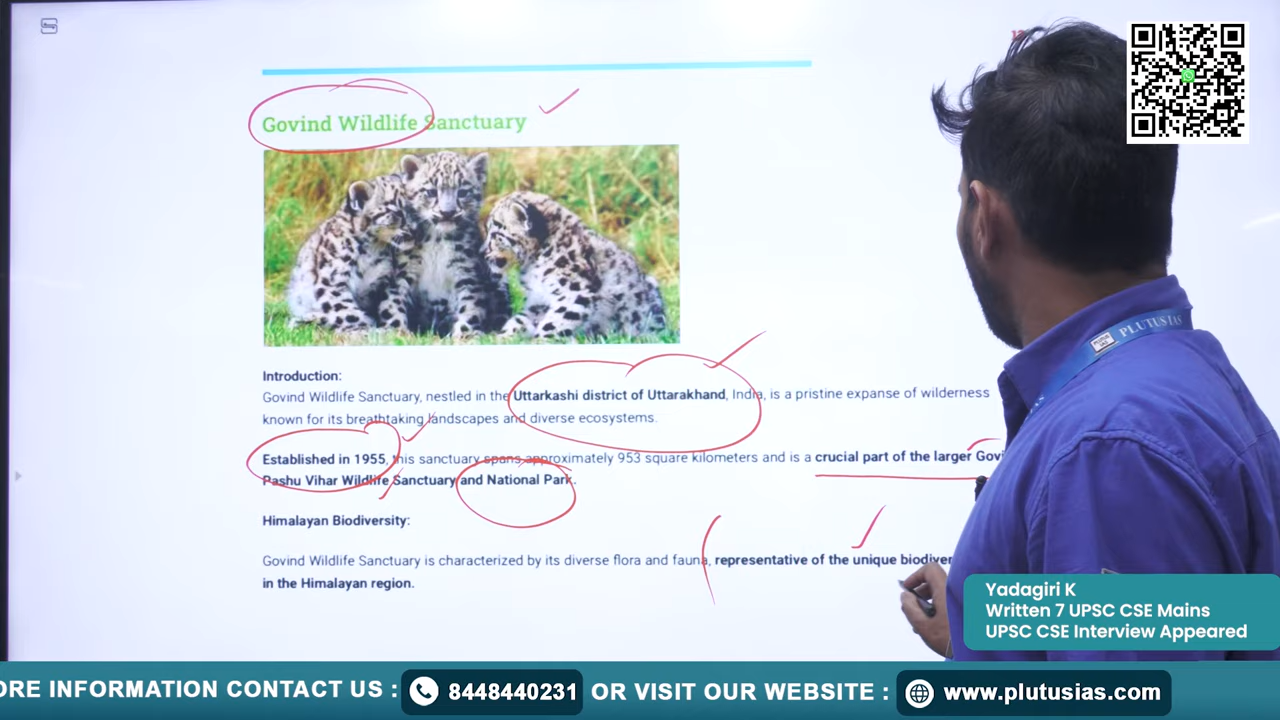 Govind Wildlife Sanctuary
Introduction:
Govind Wildlife Sanctuary, nestled in the Uttarkashi district of Uttarakhand, India, is a pristine expanse of wilderness
known for its breathtaking landscapes and diverse ecosystems.
Established in 1955, this sanctuary spans approximately 953 square kilometers and is a crucial part of the larger
Pashu Vihar Wildlife Sanctuary and National Park.
Himalayan Biodiversity:
Govind Wildlife Sanctuary is characterized by its diverse flora and fauna, representative of the unique
in the Himalayan region.
PLUTUS IAS
Yadagiri K
Written 7 UPSC CSE Mains
UPSC CSE Interview Appeared
ORE INFORMATION CONTACT US : 8448440231 OR VISIT OUR WEBSITE : www.plutusias.com